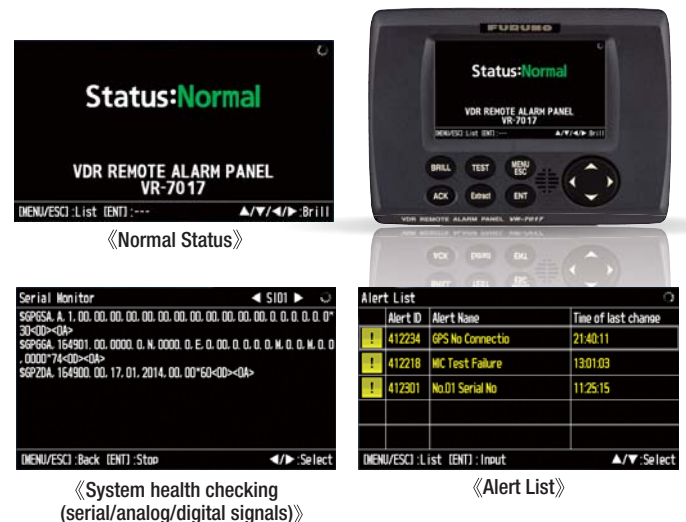 Status:Normal
VDR REMOTE ALARM PANEL
VR-7017
[MENU/ESC] :List [ENT] :--- ▲/▼/◀/▶:Brill
《Normal Status》
FURUNO
Status:Normal
VDR REMOTE ALARM PANEL
VR-7017
[MENU/ESC] List [ENT] :--- ▲/▼/◀/▶ Brill
BRILL TEST MENU ESC
ACK Extract ENT
VDR REMOTE ALARM PANEL VR-7017
Serial Monitor ◀ SI01 ▶
$GPGSA, A, 1, 00, 00, 00, 00, 00, 00, 00, 00, 00, 00, 00, 00, 0. 0, 0. 0, 0. 0*
30<0D><0A>
$GPGGA, 164901. 00, 0000. 0, N, 0000. 0, E, 0, 00, 0. 0, 0. 0, M, 0. 0, M, 0. 0
, 0000*74<0D><0A>
$GPZDA, 164900. 00, 17, 01, 2014, 00, 00*60<0D><0A>
[MENU/ESC] :Back [ENT] :Stop ◀/▶ :Select
《System health checking
(serial/analog/digital signals)》
Alert List
Alert ID Alert Name Time of last change
! 412234 GPS No Connectio 21:40:11
! 412218 MIC Test Failure 13:01:03
! 412301 No.01 Serial No 11:25:15
[MENU/ESC] :List [ENT] : Input ▲/▼ :Select
《Alert List》